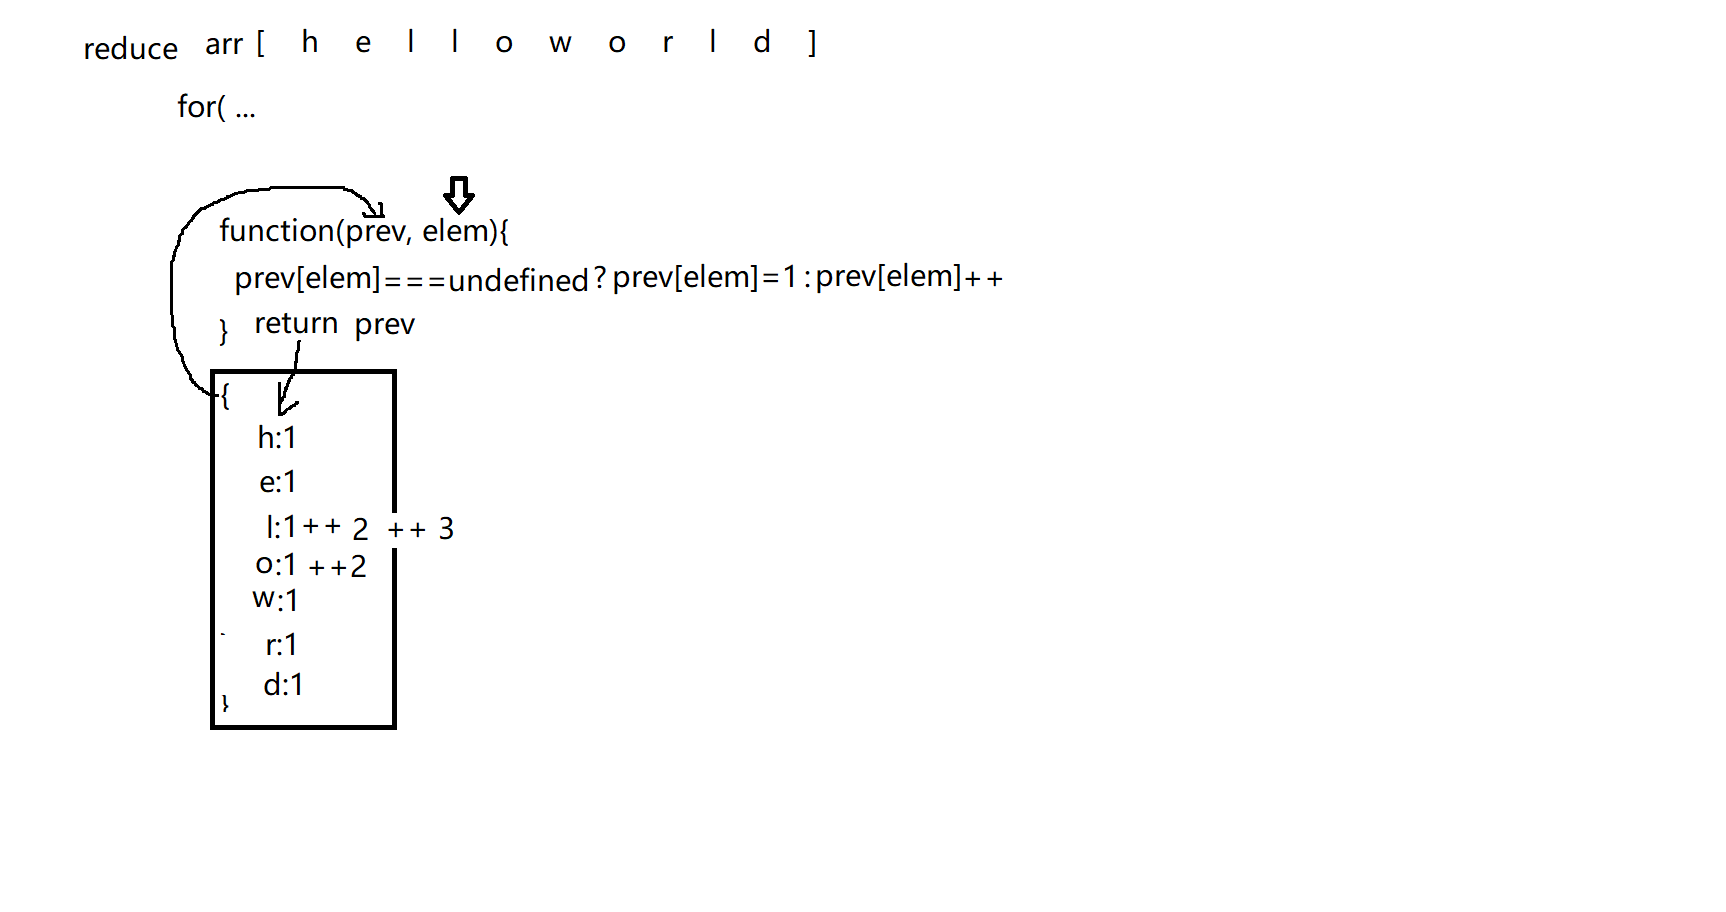 reduce arr [ h e l l o w o r l d ]
for( ...
function(prev, elem){
prev[elem]===undefined?prev[elem]=1:prev[elem]++
} return prev
{
h:1
e:1
l:1++ 2 ++ 3
o:1 ++2
w:1
r:1
d:1
}